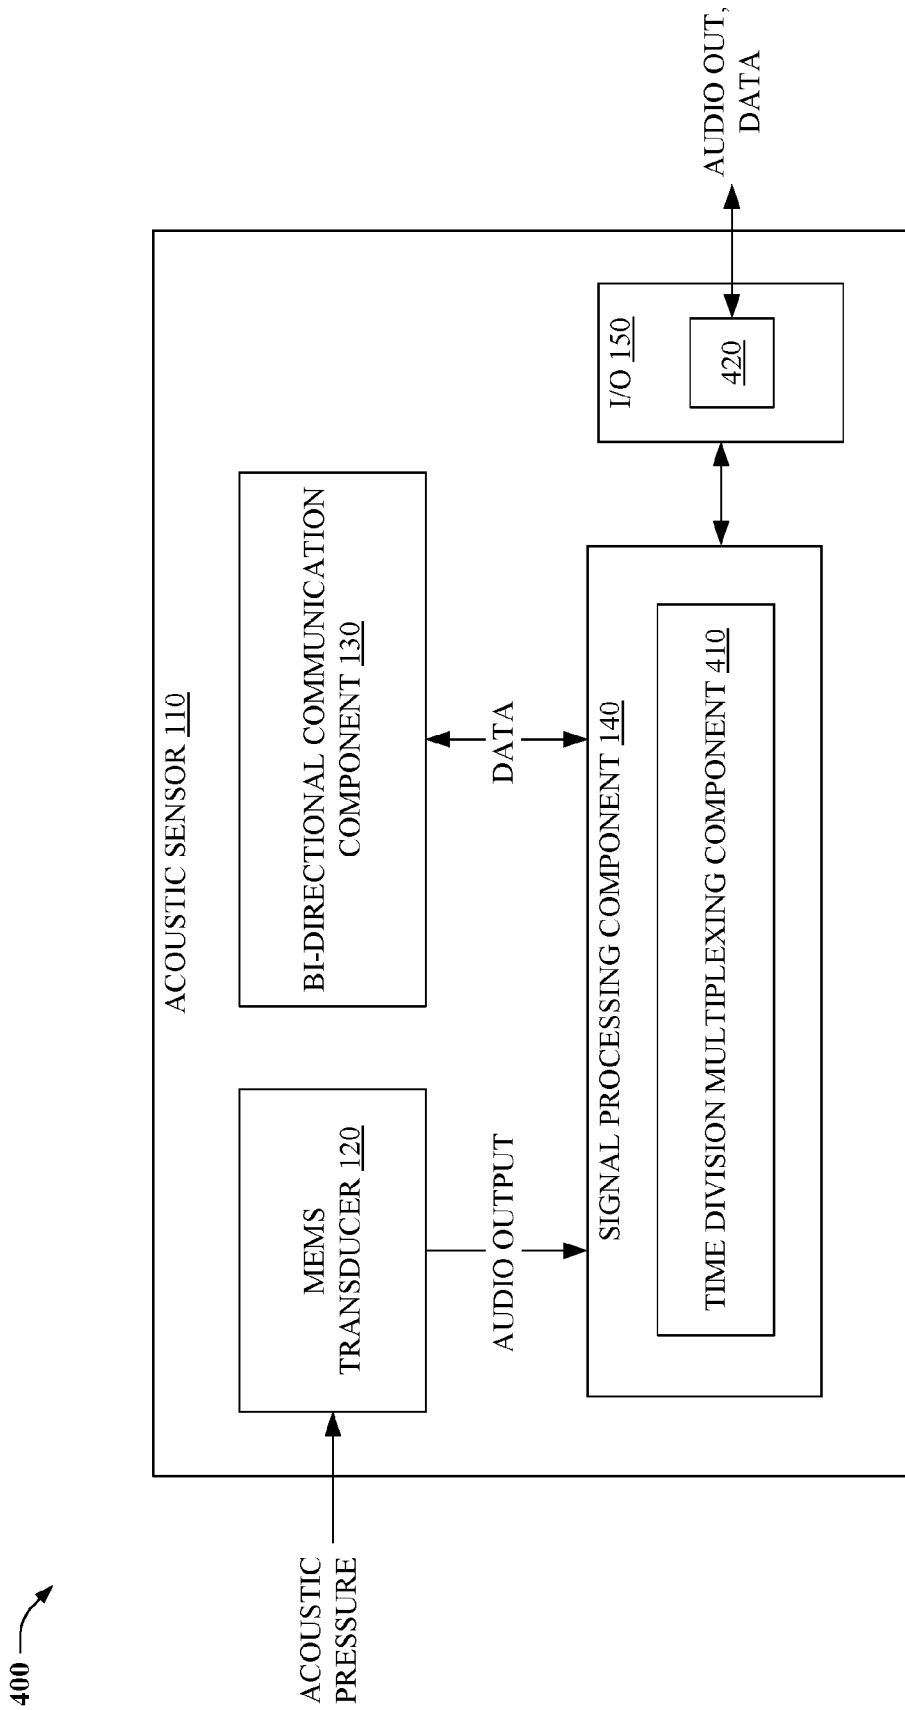 400
ACOUSTIC SENSOR 110
ACOUSTIC
PRESSURE
MEMS
TRANSDUCER 120
BI-DIRECTIONAL COMMUNICATION
COMPONENT 130
AUDIO OUTPUT
DATA
SIGNAL PROCESSING COMPONENT 140
TIME DIVISION MULTIPLEXING COMPONENT 410
I/O 150
420
AUDIO OUT,
DATA